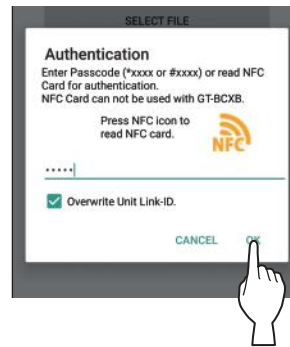 SELECT FILE
Authentication
Enter Passcode (*xxxx or #xxxx) or read NFC
Card for authentication.
NFC Card can not be used with GT-BCXB.
Press NFC icon to
read NFC card.
NFC
·····
Overwrite Unit Link-ID.
CANCEL OK